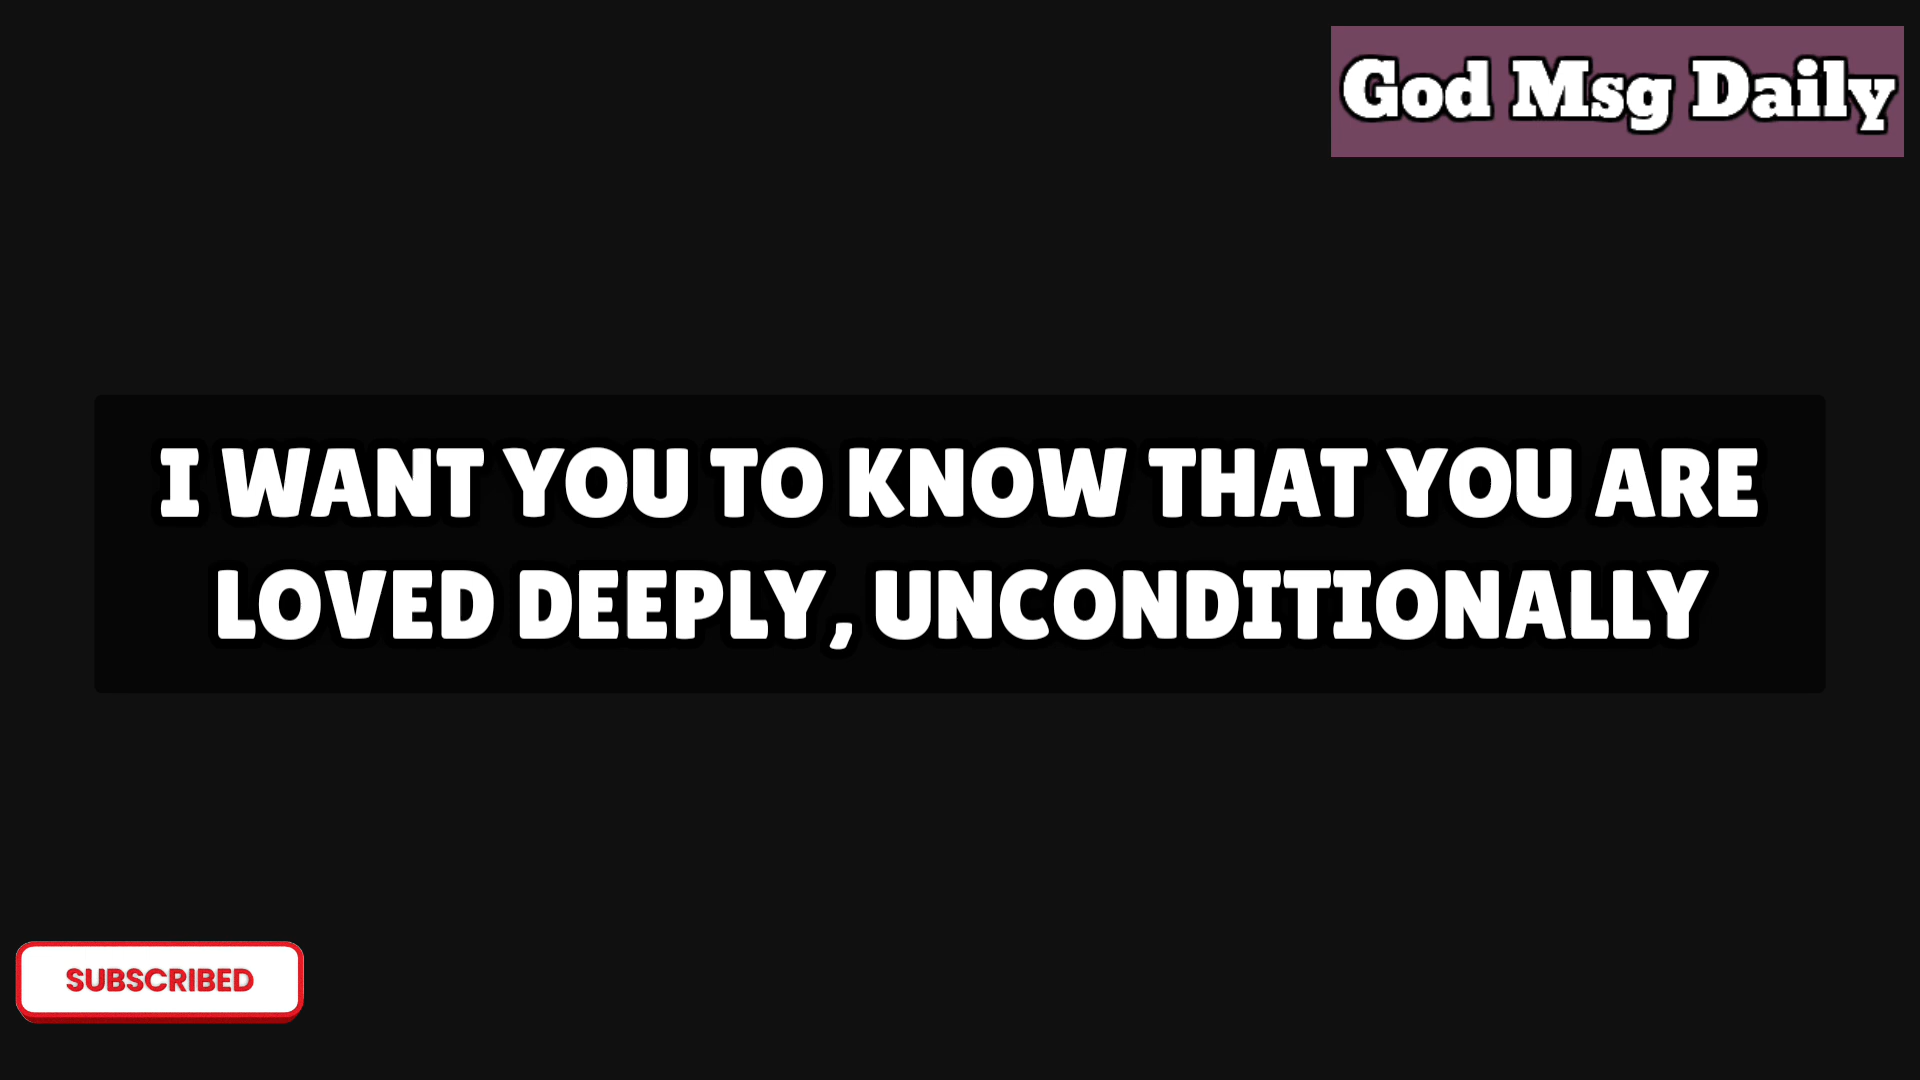 God Msg Daily
I WANT YOU TO KNOW THAT YOU ARE
LOVED DEEPLY, UNCONDITIONALLY
SUBSCRIBED